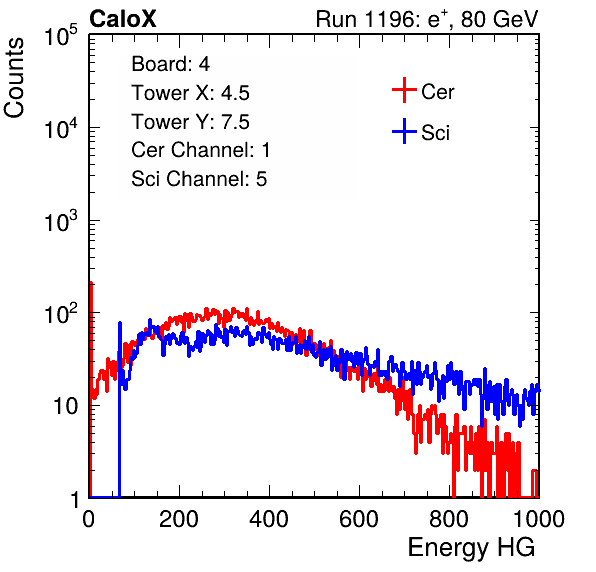 CaloX Run 1196: e⁺, 80 GeV
Counts
10⁵
10⁴
10³
10²
10
1
Board: 4
Tower X: 4.5
Tower Y: 7.5
Cer Channel: 1
Sci Channel: 5
Cer
Sci
0 200 400 600 800 1000
Energy HG